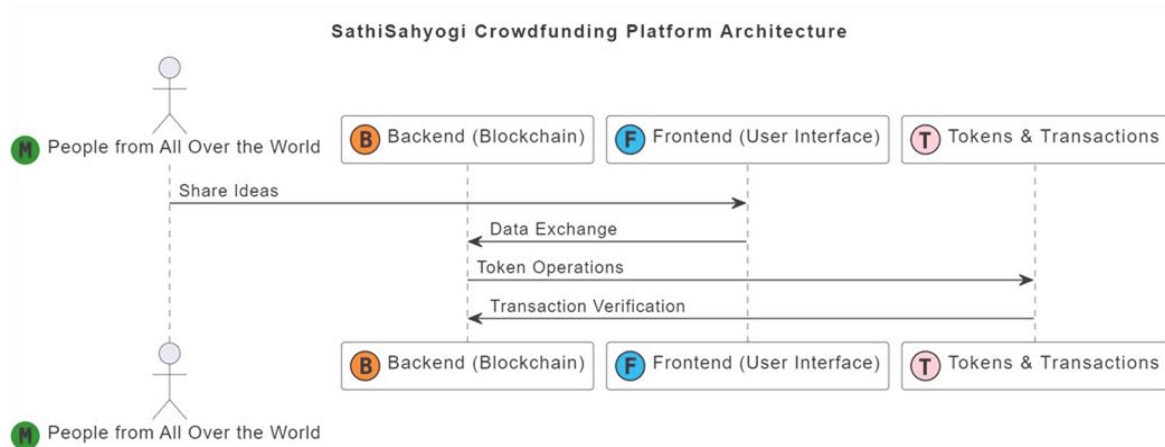 SathiSahyogi Crowdfunding Platform Architecture
M People from All Over the World
B Backend (Blockchain)
F Frontend (User Interface)
T Tokens & Transactions
Share Ideas
Data Exchange
Token Operations
Transaction Verification
B Backend (Blockchain)
F Frontend (User Interface)
T Tokens & Transactions
M People from All Over the World